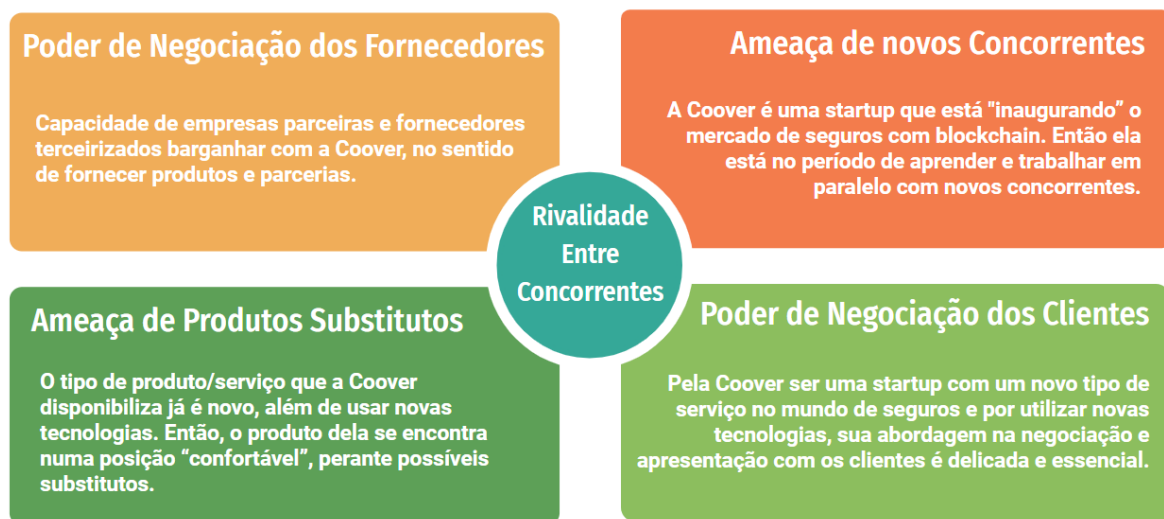 Poder de Negociação dos Fornecedores
Capacidade de empresas parceiras e fornecedores
terceirizados barganhar com a Coover, no sentido
de fornecer produtos e parcerias.
Ameaça de novos Concorrentes
A Coover é uma startup que está "inaugurando” o
mercado de seguros com blockchain. Então ela
está no período de aprender e trabalhar em
paralelo com novos concorrentes.
Rivalidade
Entre
Concorrentes
Ameaça de Produtos Substitutos
O tipo de produto/serviço que a Coover
disponibiliza já é novo, além de usar novas
tecnologias. Então, o produto dela se encontra
numa posição “confortável”, perante possíveis
substitutos.
Poder de Negociação dos Clientes
Pela Coover ser uma startup com um novo tipo de
serviço no mundo de seguros e por utilizar novas
tecnologias, sua abordagem na negociação e
apresentação com os clientes é delicada e essencial.